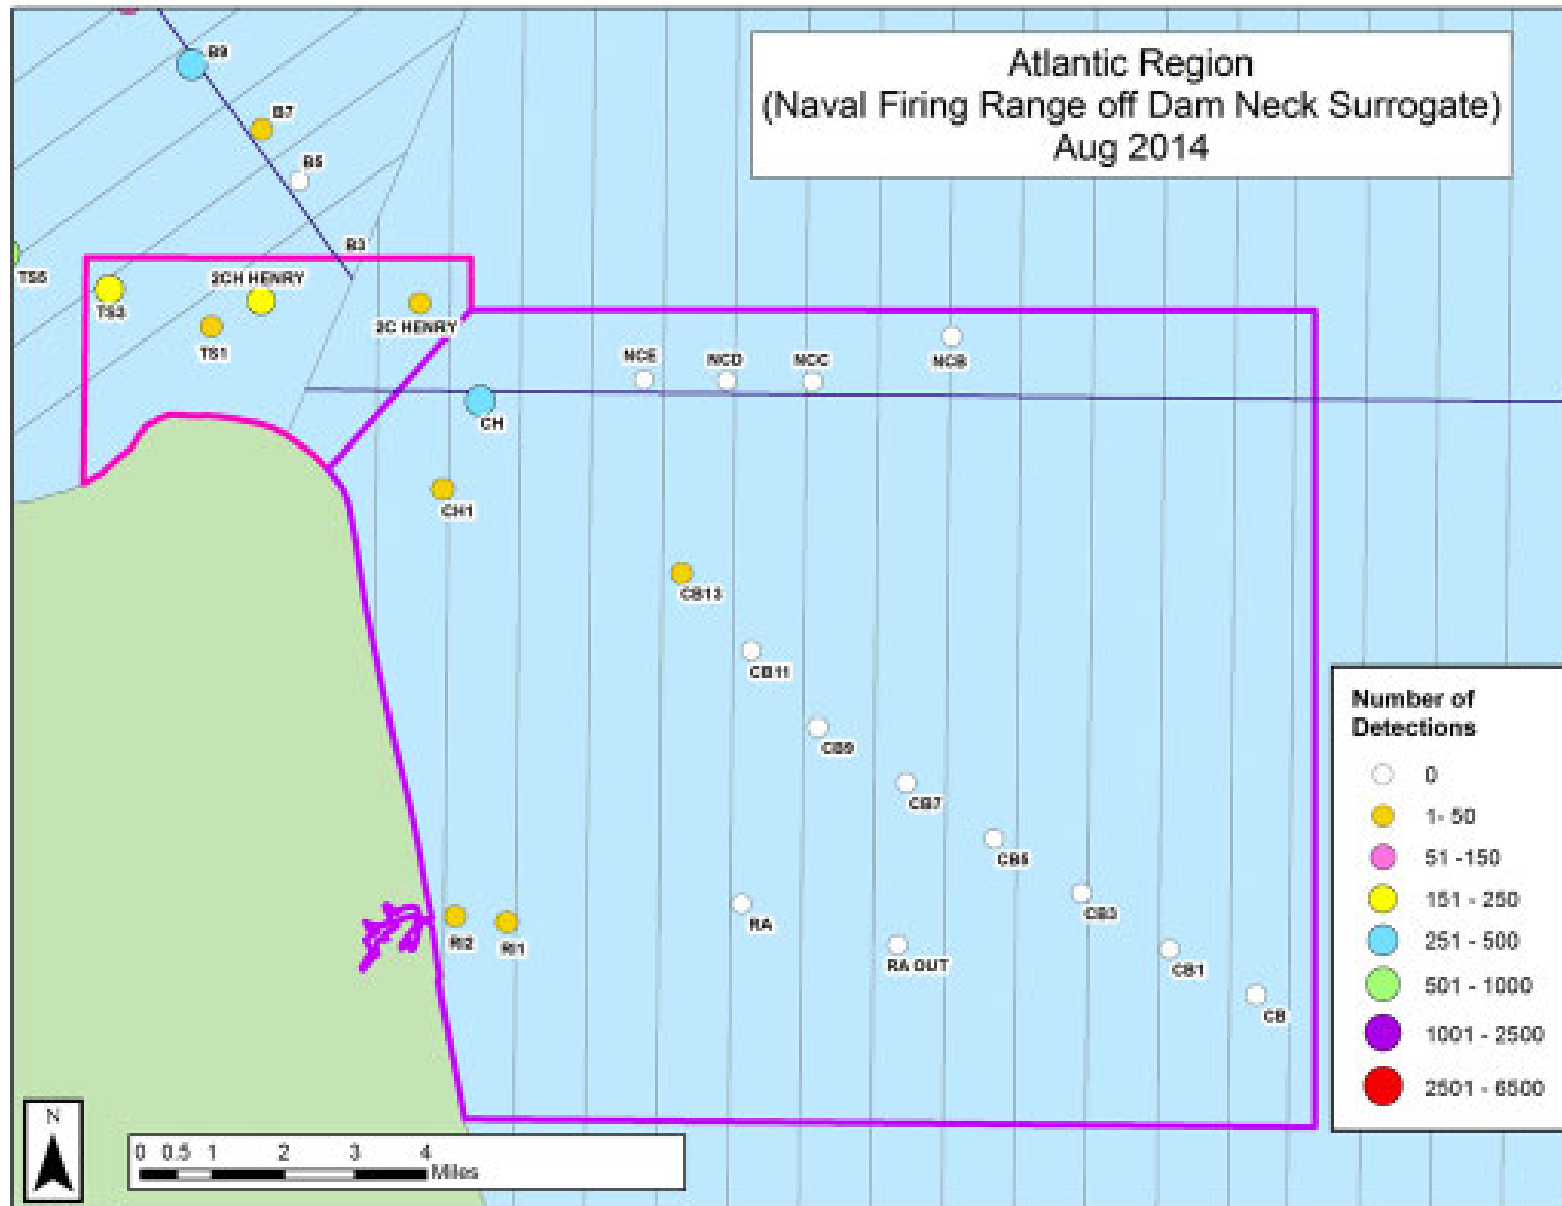 Atlantic Region
(Naval Firing Range off Dam Neck Surrogate)
Aug 2014
B9
B7
B5
B3
TS5
TS3
2CH HENRY
TS1
2C HENRY
NCE
NCD
NCC
NCB
CH
CH1
CB13
CB11
CB9
CB7
CB5
CB3
CB1
CB
RA
RA OUT
RI2
RI1
Number of
Detections
0
1- 50
51 -150
151 - 250
251 - 500
501 - 1000
1001 - 2500
2501 - 6500
N
0 0.5 1 2 3 4
Miles